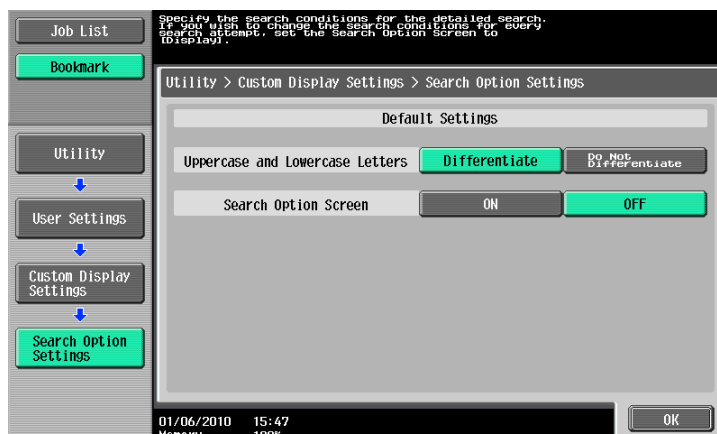 Job List
Bookmark
Specify the search conditions for the detailed search.
If you wish to change the search conditions for every
search attempt, set the Search Option Screen to
[Display].
Utility > Custom Display Settings > Search Option Settings
Default Settings
Utility
Uppercase and Lowercase Letters
Differentiate
Do Not
Differentiate
User Settings
Search Option Screen
ON
OFF
Custom Display
Settings
Search Option
Settings
01/06/2010 15:47
Memory 100%
OK